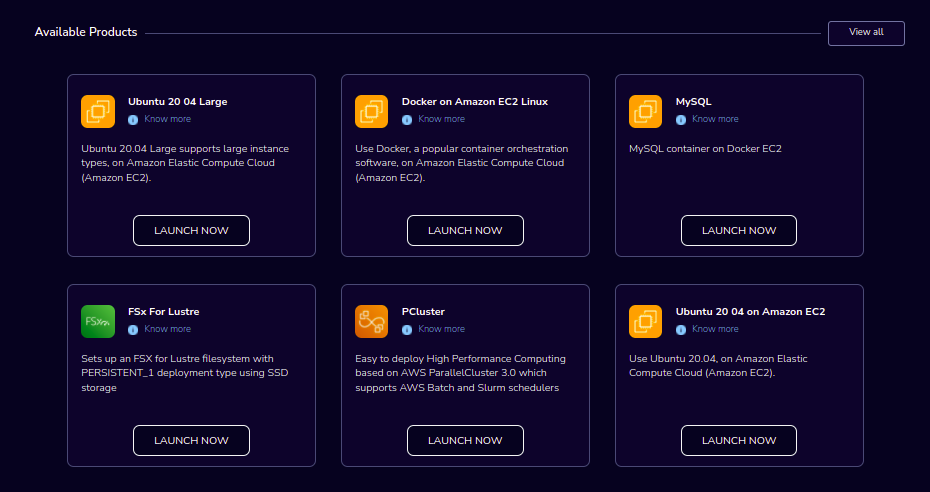 Available Products
View all
Ubuntu 20 04 Large
Know more
Ubuntu 20.04 Large supports large instance
types, on Amazon Elastic Compute Cloud
(Amazon EC2).
LAUNCH NOW
Docker on Amazon EC2 Linux
Know more
Use Docker, a popular container orchestration
software, on Amazon Elastic Compute Cloud
(Amazon EC2).
LAUNCH NOW
MySQL
Know more
MySQL container on Docker EC2
LAUNCH NOW
FSx
FSx For Lustre
Know more
Sets up an FSX for Lustre filesystem with
PERSISTENT_1 deployment type using SSD
storage
LAUNCH NOW
PCluster
Know more
Easy to deploy High Performance Computing
based on AWS ParallelCluster 3.0 which
supports AWS Batch and Slurm schedulers
LAUNCH NOW
Ubuntu 20 04 on Amazon EC2
Know more
Use Ubuntu 20.04, on Amazon Elastic
Compute Cloud (Amazon EC2).
LAUNCH NOW